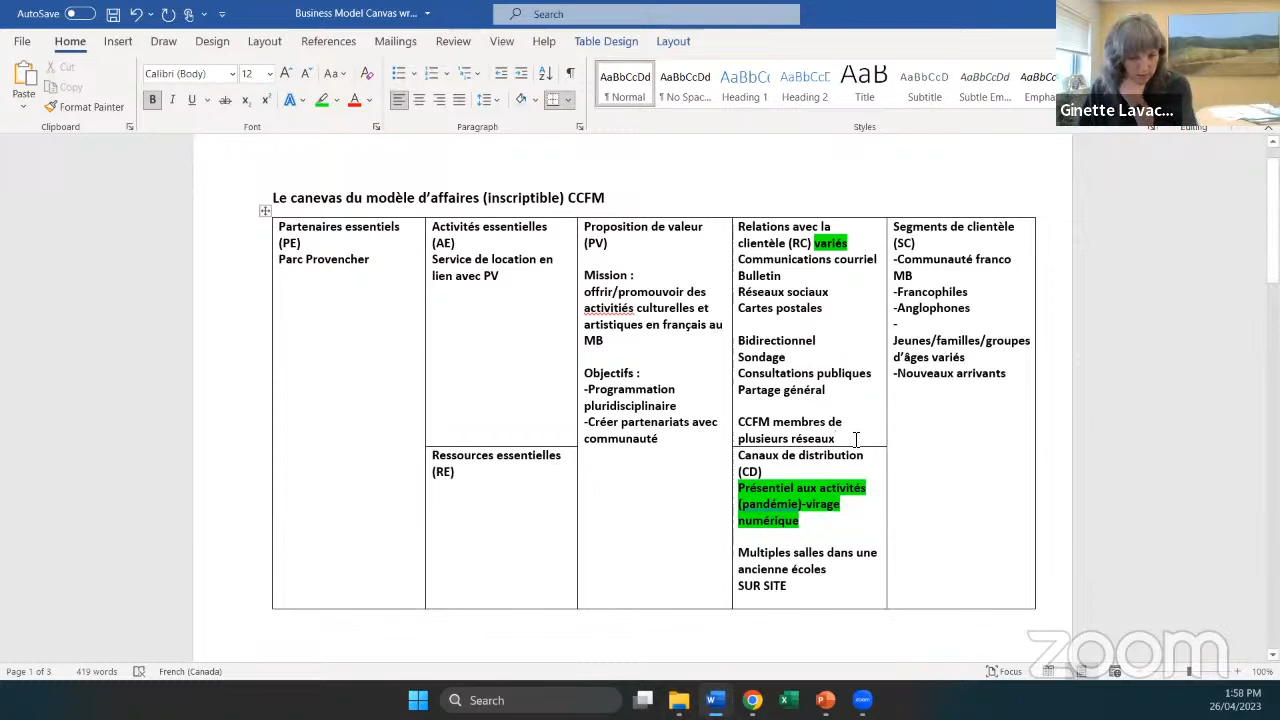 AutoSave Off
Business Model Canvas wr...
Search
File Home Insert Draw Design Layout References Mailings Review View Help Table Design Layout
Paste
Cut
Copy
Format Painter
Calibri (Body) 12
AaBbCcDd AaBbCcDd AaBbCc AaBbCcE AaB AaBbCcD AaBbCcDd AaBbCcDd
¶ Normal ¶ No Spac... Heading 1 Heading 2 Title Subtitle Subtle Em... Empha
Clipboard Font Paragraph Styles Editing
Ginette Lavac...
Le canevas du modèle d'affaires (inscriptible) CCFM
Partenaires essentiels
(PE)
Parc Provencher
Activités essentielles
(AE)
Service de location en
lien avec PV
Ressources essentielles
(RE)
Proposition de valeur
(PV)
Mission :
offrir/promouvoir des
activitiés culturelles et
artistiques en français au
MB
Objectifs :
-Programmation
pluridisciplinaire
-Créer partenariats avec
communauté
Relations avec la
clientèle (RC) variés
Communications courriel
Bulletin
Réseaux sociaux
Cartes postales
Bidirectionnel
Sondage
Consultations publiques
Partage général
CCFM membres de
plusieurs réseaux
Canaux de distribution
(CD)
Présentiel aux activités
(pandémie)-virage
numérique
Multiples salles dans une
ancienne écoles
SUR SITE
Segments de clientèle
(SC)
-Communauté franco
MB
-Francophiles
-Anglophones
-
Jeunes/familles/groupes
d'âges variés
-Nouveaux arrivants
zoom
Page 1 of 3 419 words French (Canada) Focus 100%
Search
1:58 PM
26/04/2023